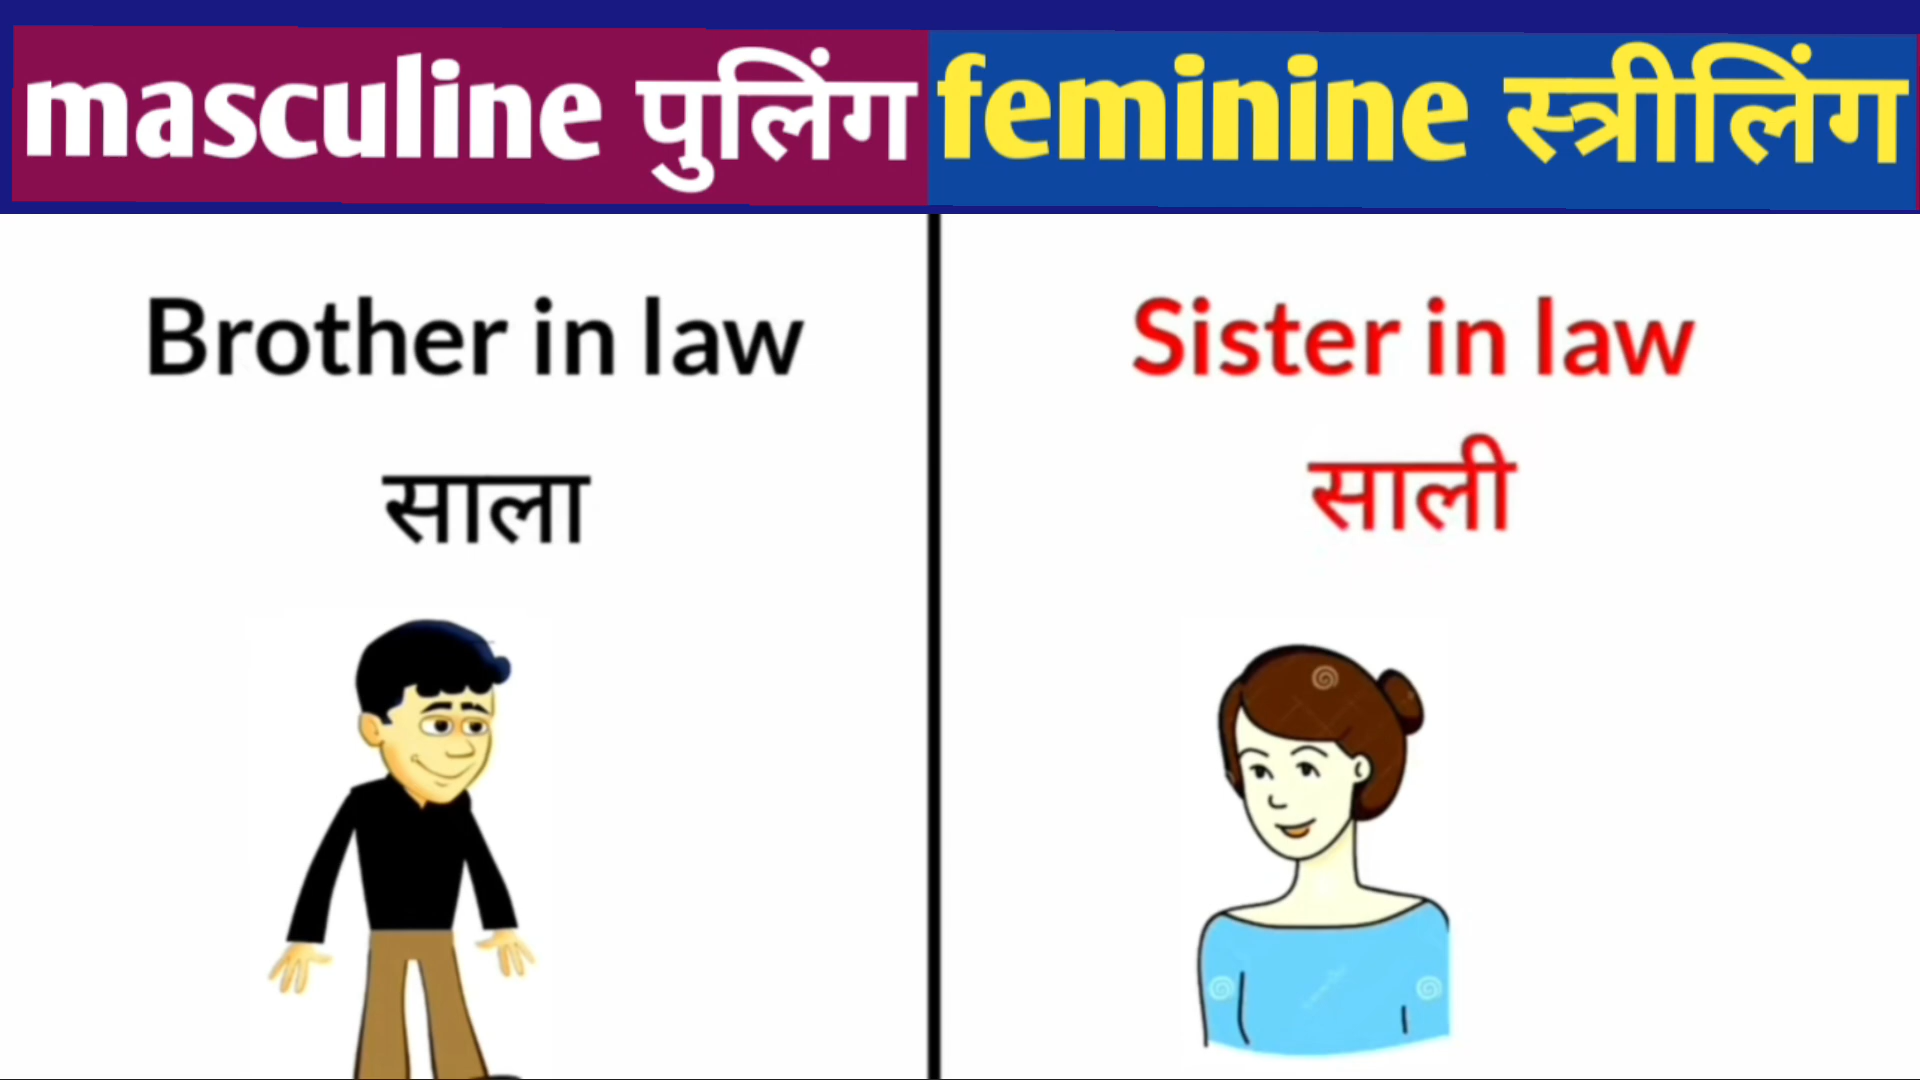 masculine पुलिंग feminine स्त्रीलिंग
Brother in law
साला
Sister in law
साली